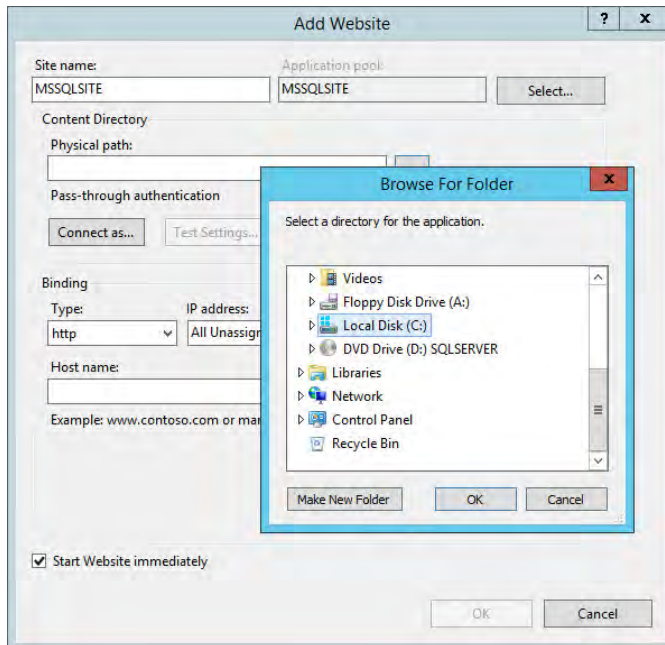 Add Website
? x
Site name:
Application pool:
MSSQLSITE
MSSQLSITE
Select...
Content Directory
Physical path:
Pass-through authentication
Connect as...
Test Settings...
Binding
Type:
IP address:
http
All Unassign
Host name:
Example: www.contoso.com or mar
Start Website immediately
OK
Cancel
Browse For Folder
x
Select a directory for the application.
Videos
Floppy Disk Drive (A:)
Local Disk (C:)
DVD Drive (D:) SQLSERVER
Libraries
Network
Control Panel
Recycle Bin
Make New Folder
OK
Cancel